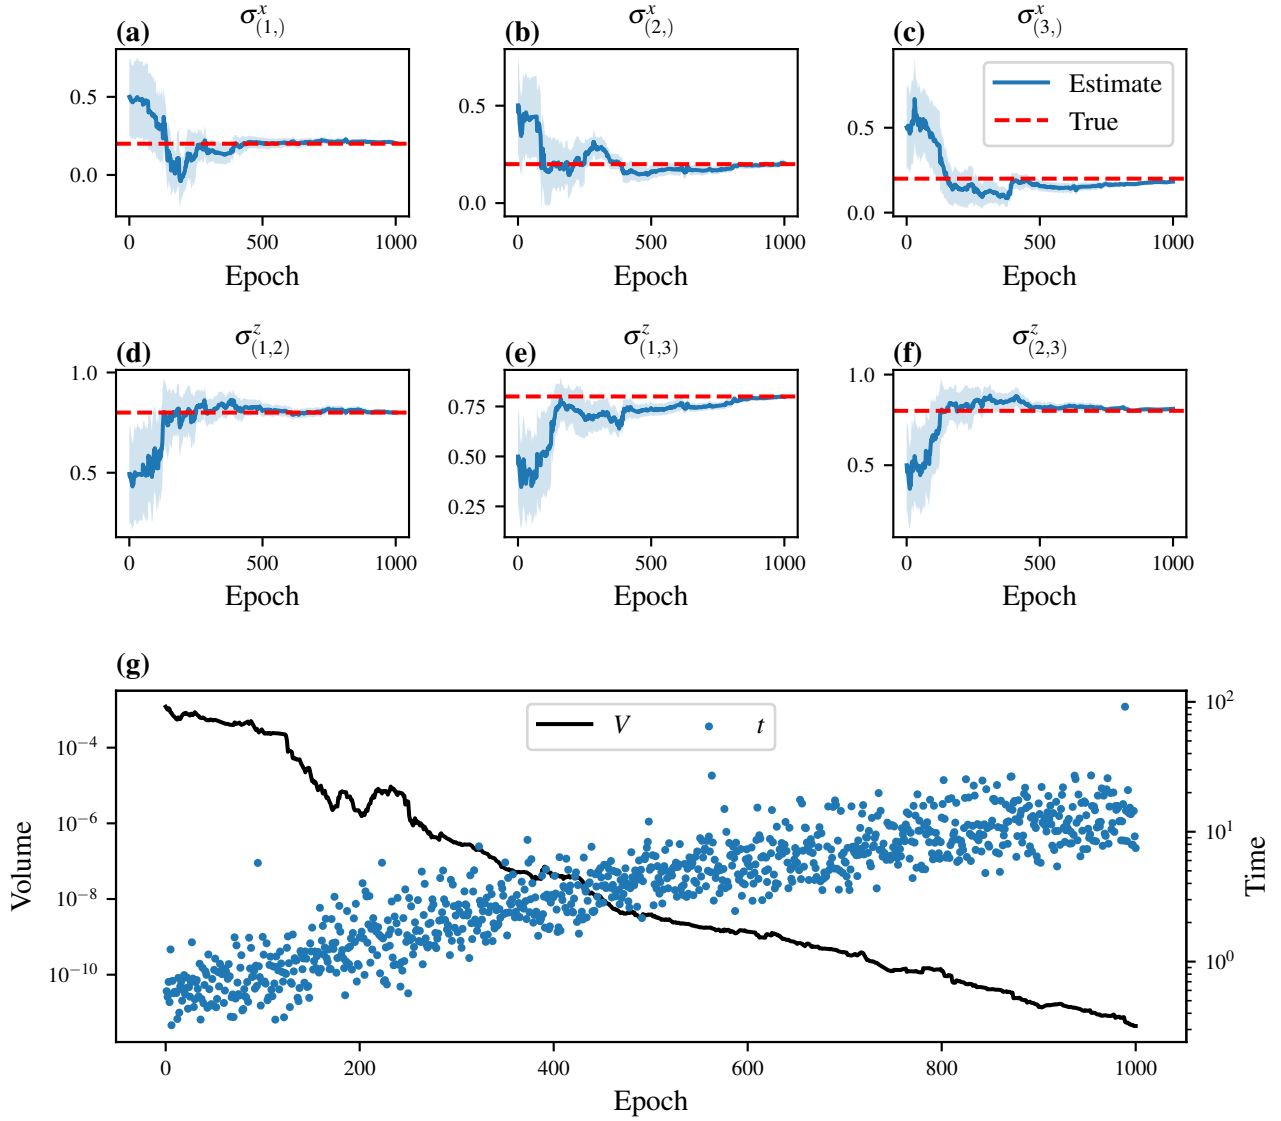 (a) σ^x_(1,)
0.5
0.0
0 500 1000
Epoch
(b) σ^x_(2,)
0.5
0.0
0 500 1000
Epoch
(c) σ^x_(3,)
Estimate
True
0.5
0.0
0 500 1000
Epoch
(d) σ^z_(1,2)
1.0
0.5
0 500 1000
Epoch
(e) σ^z_(1,3)
0.75
0.50
0.25
0 500 1000
Epoch
(f) σ^z_(2,3)
1.0
0.5
0 500 1000
Epoch
(g)
V t
Volume
10^−4
10^−6
10^−8
10^−10
Time
10^2
10^1
10^0
0 200 400 600 800 1000
Epoch